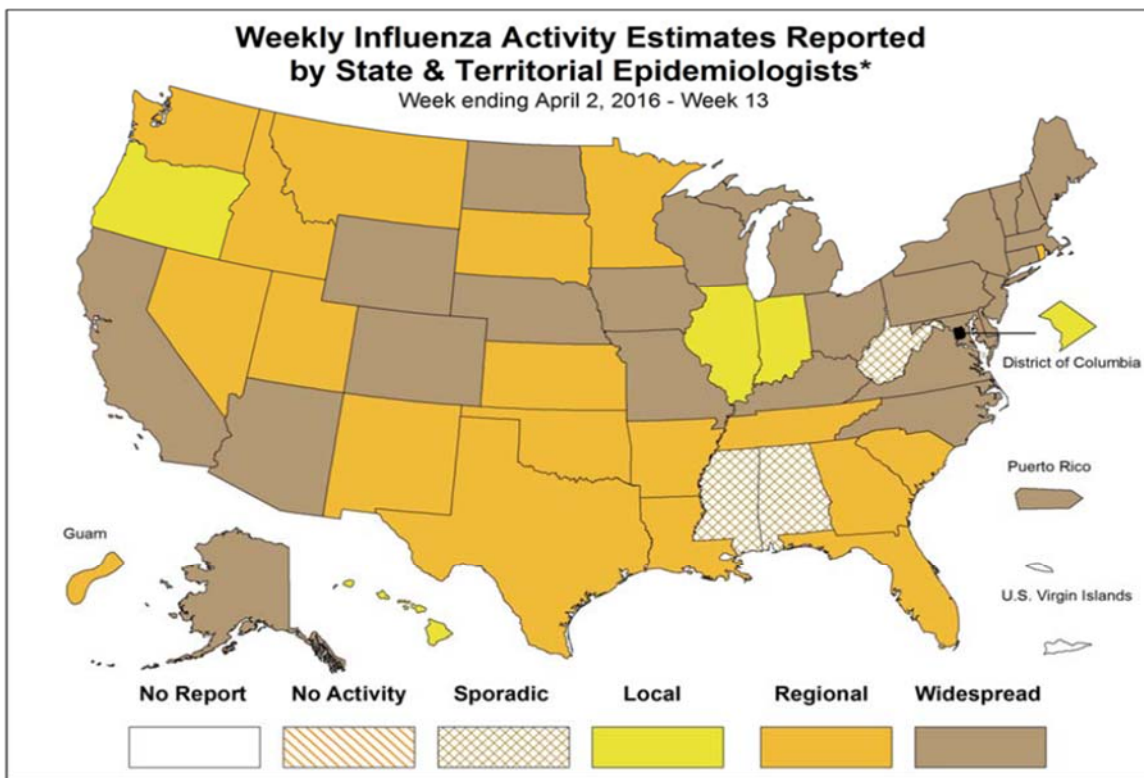 Weekly Influenza Activity Estimates Reported
by State & Territorial Epidemiologists*
Week ending April 2, 2016 - Week 13
District of Columbia
Puerto Rico
Guam
U.S. Virgin Islands
No Report No Activity Sporadic Local Regional Widespread